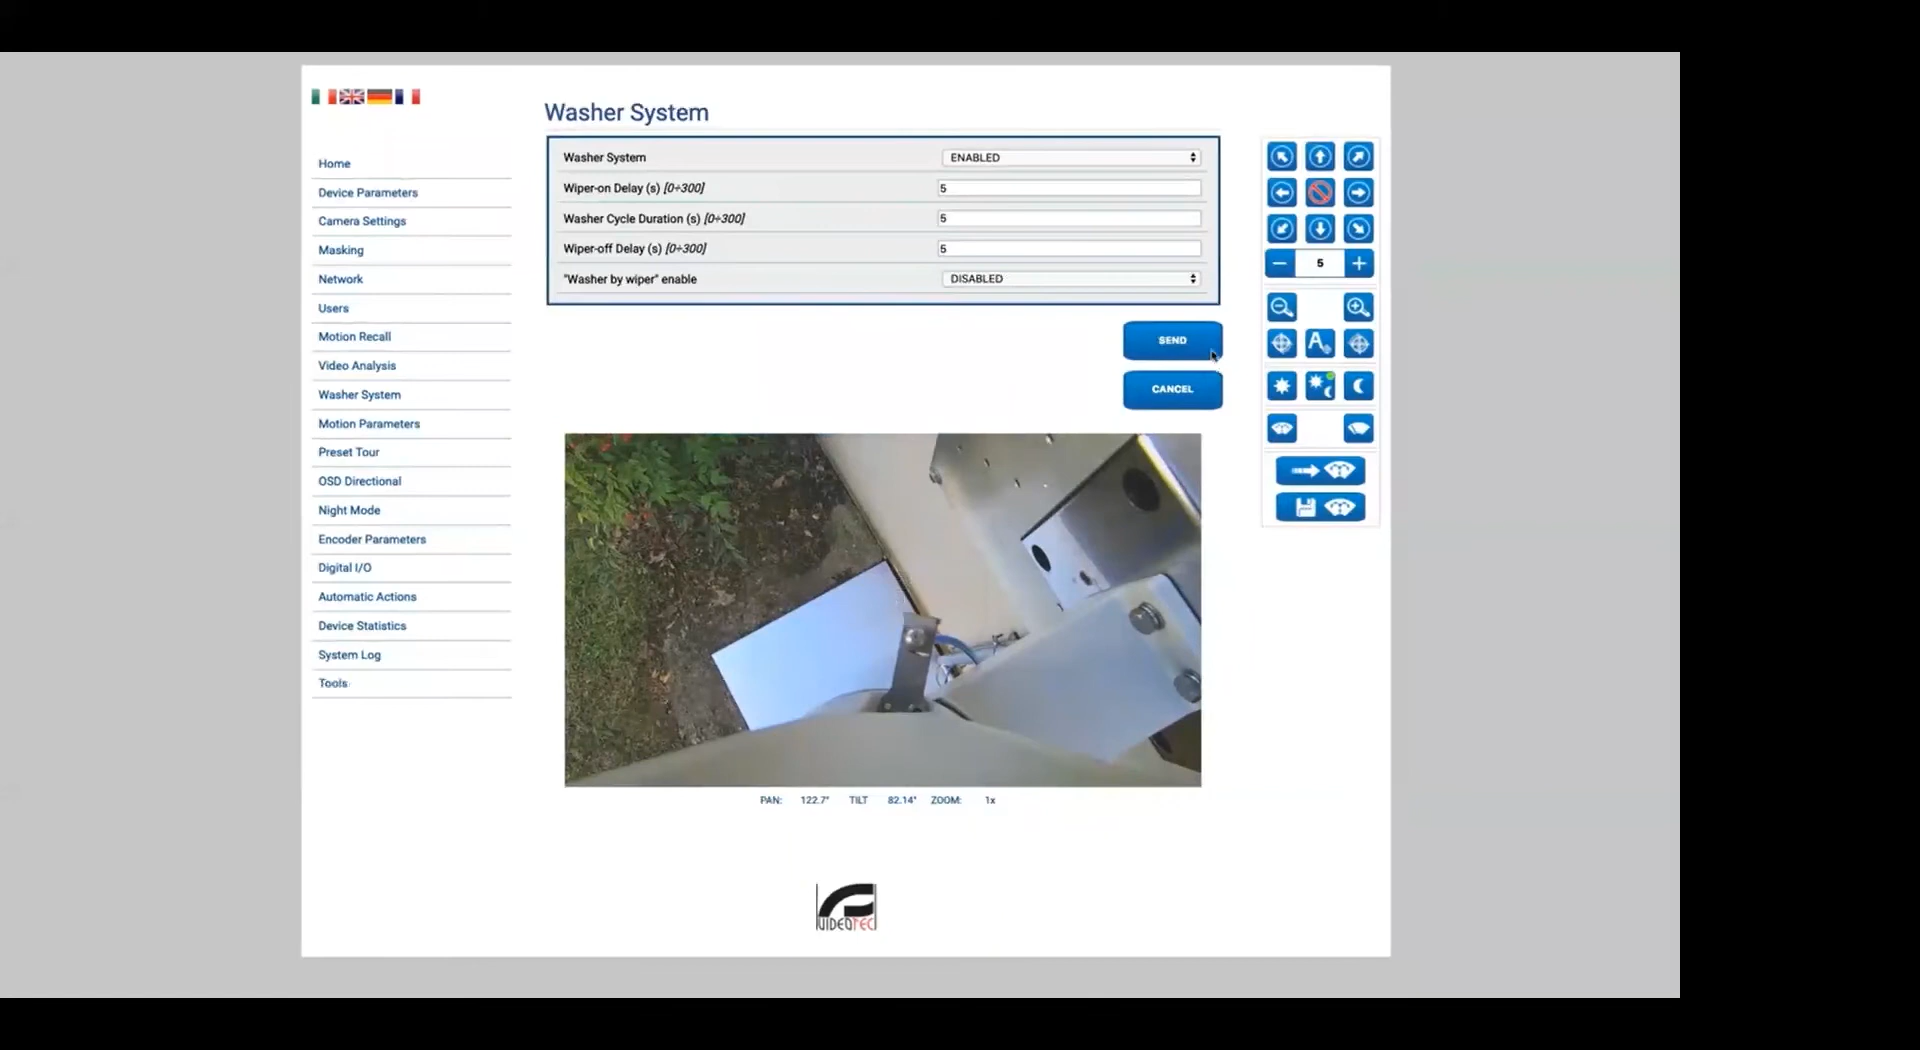 Washer System
Home
Device Parameters
Camera Settings
Masking
Network
Users
Motion Recall
Video Analysis
Washer System
Motion Parameters
Preset Tour
OSD Directional
Night Mode
Encoder Parameters
Digital I/O
Automatic Actions
Device Statistics
System Log
Tools
Washer System ENABLED
Wiper-on Delay (s) [0÷300] 5
Washer Cycle Duration (s) [0÷300] 5
Wiper-off Delay (s) [0÷300] 5
"Washer by wiper" enable DISABLED
SEND
CANCEL
PAN: 122.7° TILT 82.14° ZOOM: 1x
VIDEOTEC
5
A